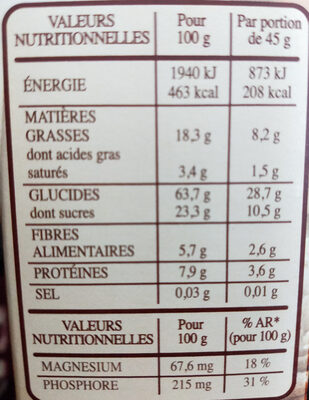 VALEURS NUTRITIONNELLES Pour 100 g Par portion de 45 g
ÉNERGIE 1940 kJ 463 kcal 873 kJ 208 kcal
MATIÈRES
GRASSES 18,3 g 8,2 g
dont acides gras
saturés 3,4 g 1,5 g
GLUCIDES 63,7 g 28,7 g
dont sucres 23,3 g 10,5 g
FIBRES
ALIMENTAIRES 5,7 g 2,6 g
PROTÉINES 7,9 g 3,6 g
SEL 0,03 g 0,01 g
VALEURS NUTRITIONNELLES Pour 100 g % AR* (pour 100 g)
MAGNESIUM 67,6 mg 18 %
PHOSPHORE 215 mg 31 %